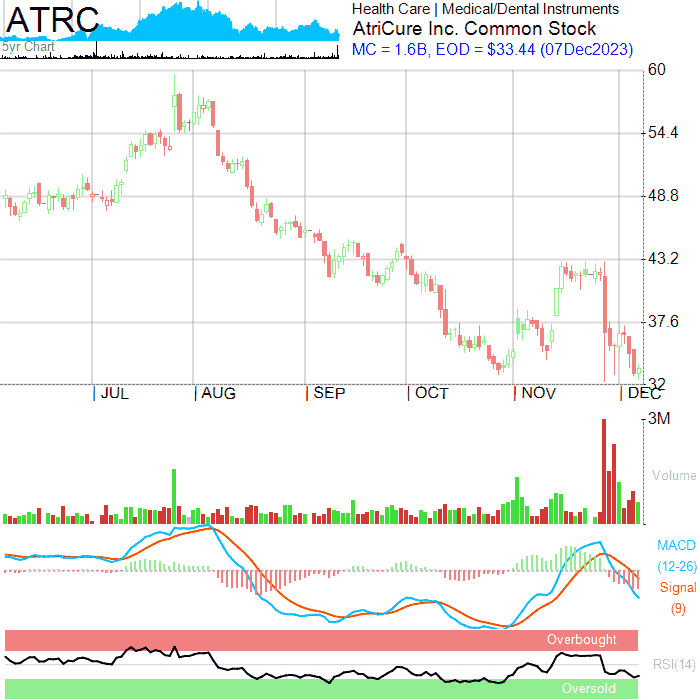 ATRC
5yr Chart
Health Care | Medical/Dental Instruments
AtriCure Inc. Common Stock
MC = 1.6B, EOD = $33.44 (07Dec2023)
60
54.4
48.8
43.2
37.6
32
JUL
AUG
SEP
OCT
NOV
DEC
3M
Volume
MACD
(12-26)
Signal
(9)
Overbought
RSI(14)
Oversold